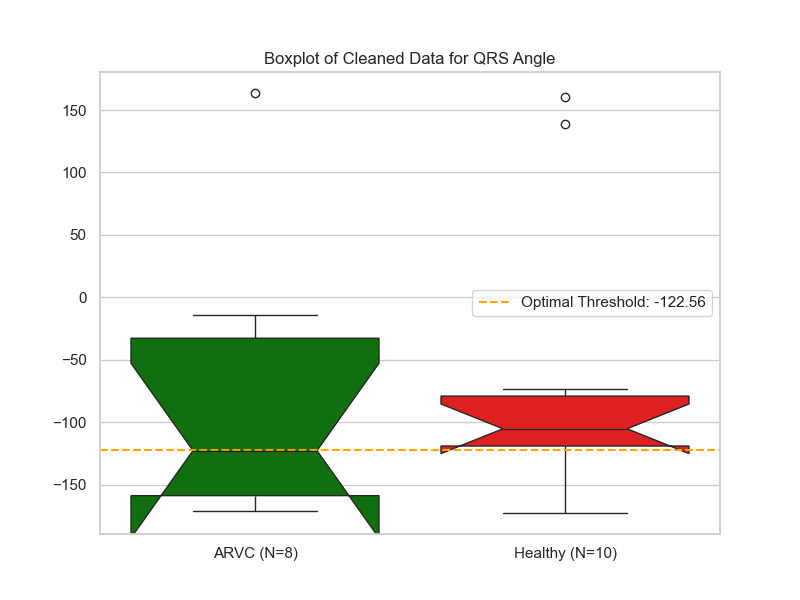 Boxplot of Cleaned Data for QRS Angle
150
100
50
0
−50
−100
−150
Optimal Threshold: -122.56
ARVC (N=8)
Healthy (N=10)